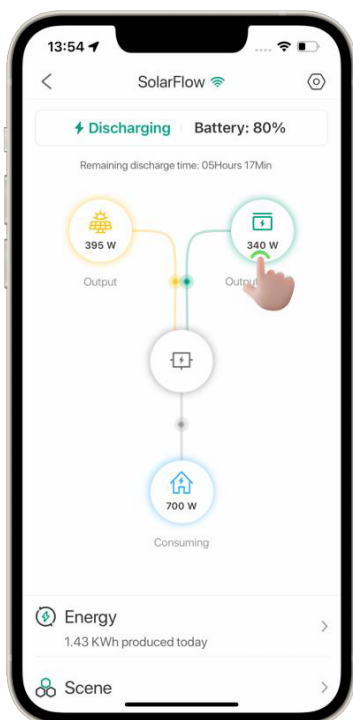 13:54
SolarFlow
Discharging
Battery: 80%
Remaining discharge time: 05Hours 17Min
395 W
340 W
Output
Output
700 W
Consuming
Energy
1.43 KWh produced today
Scene